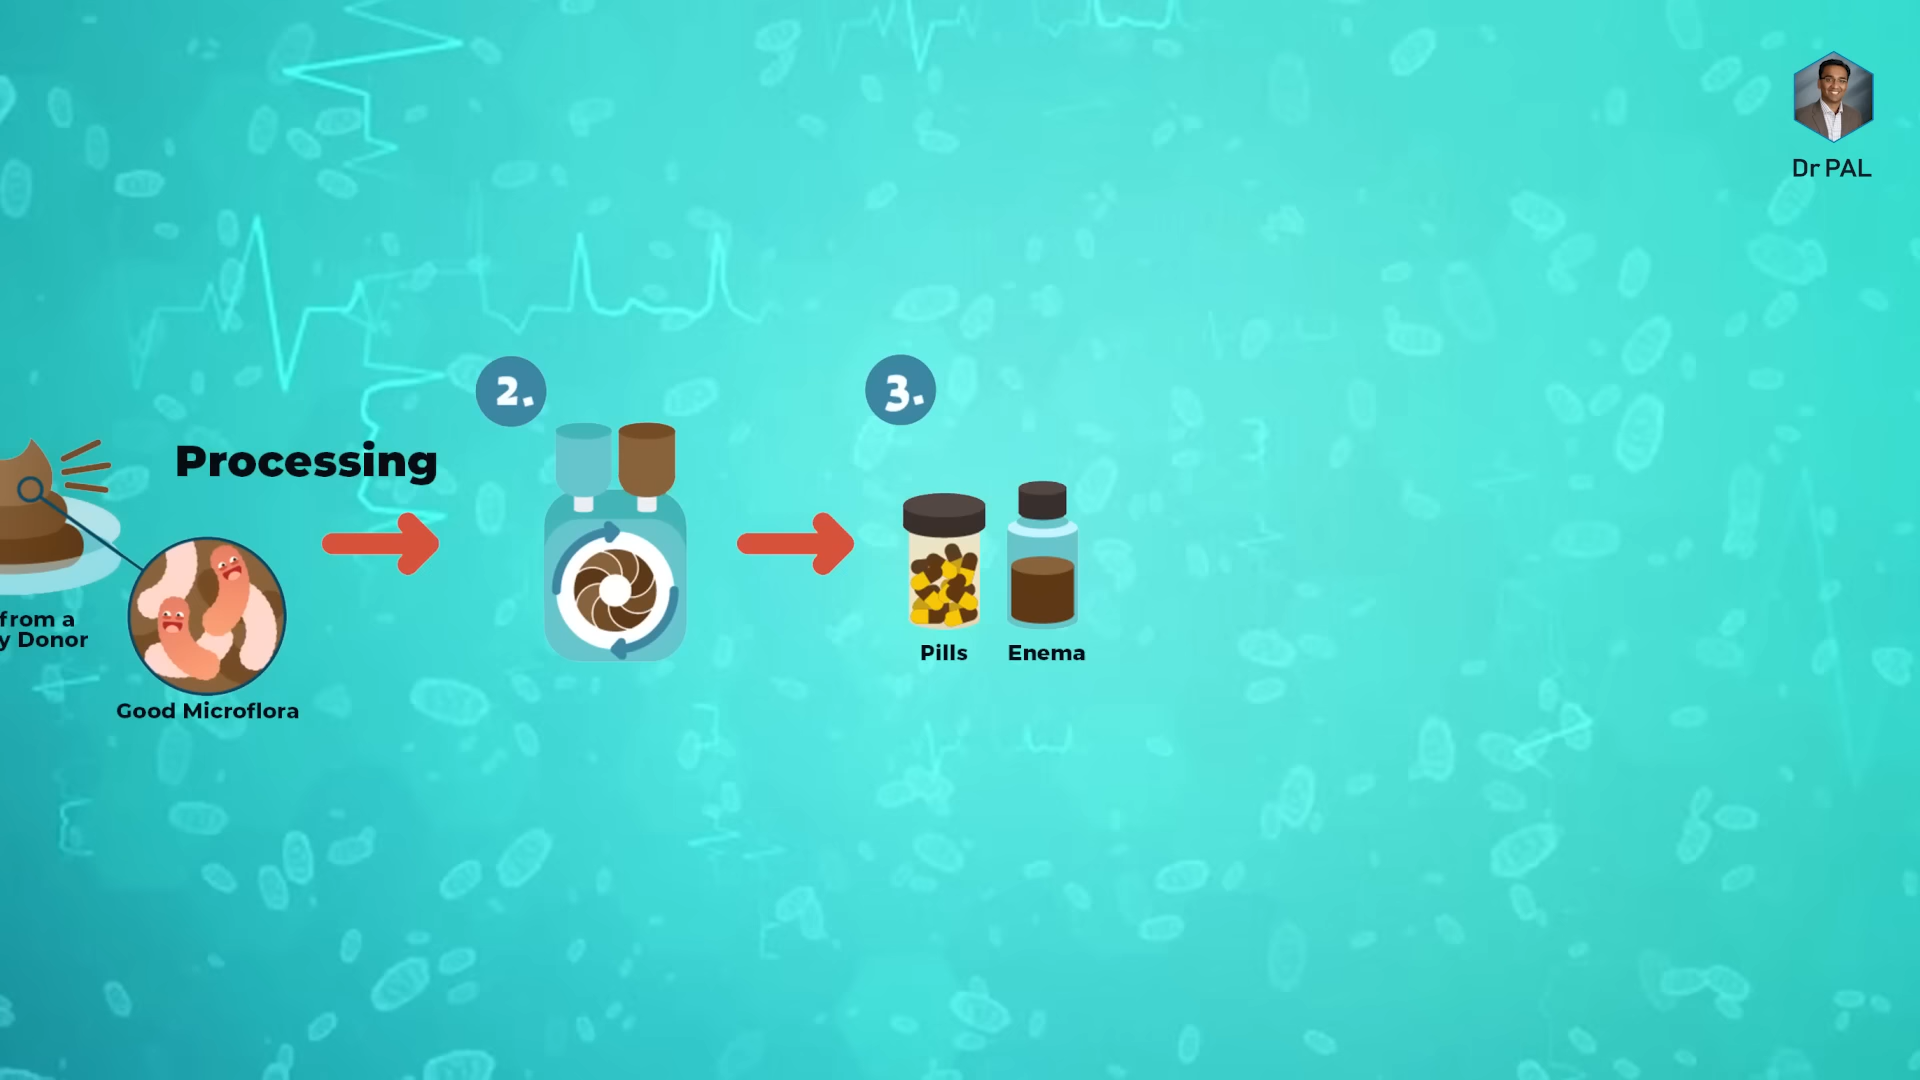 Dr PAL
2.
3.
Processing
from a
y Donor
Good Microflora
Pills
Enema